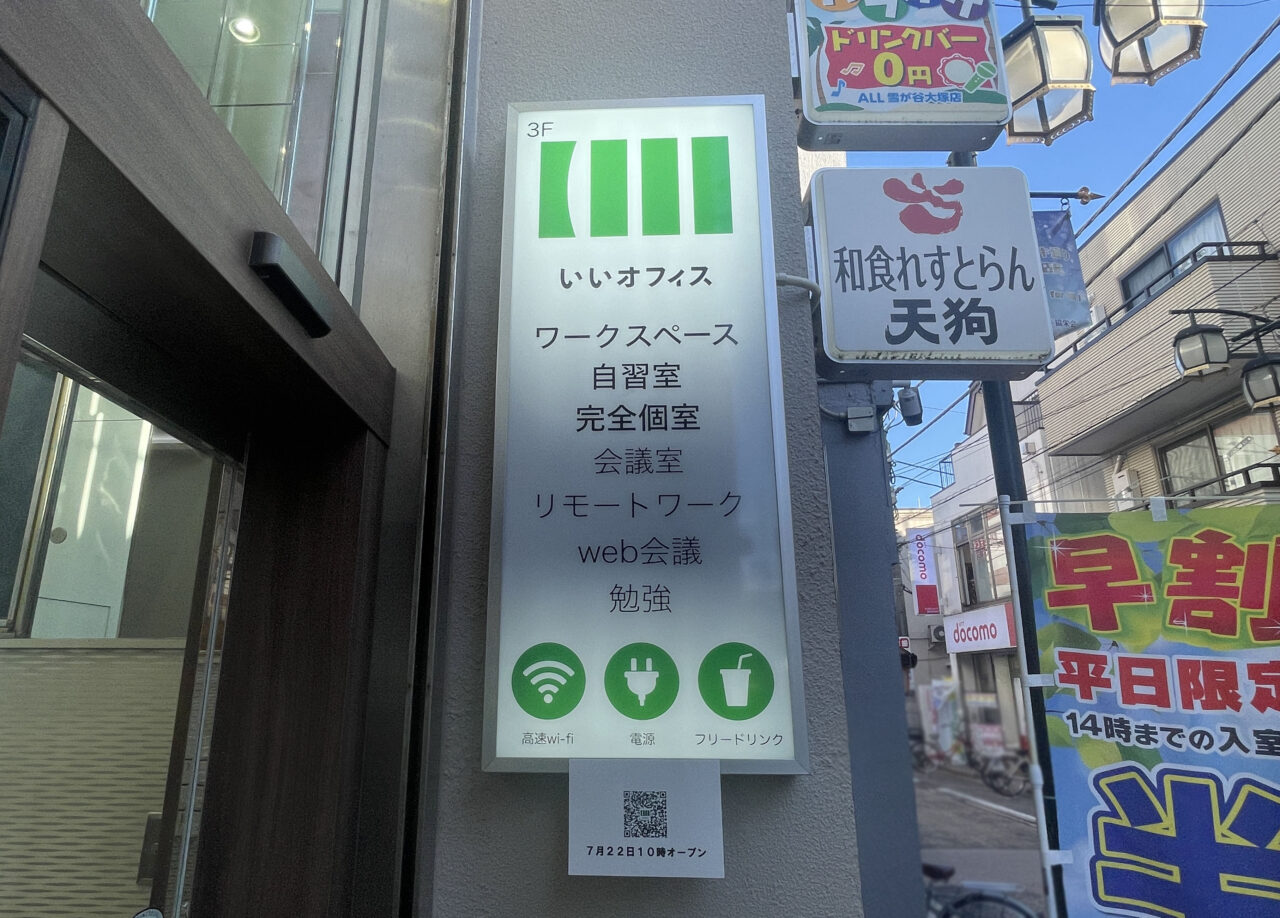 3F
いいオフィス
ワークスペース
自習室
完全個室
会議室
リモートワーク
web会議
勉強
高速wi-fi
電源
フリードリンク
7月22日10時オープン
ドリンクバー
0円
ALL 雪が谷大塚店
和食れすとらん
天狗
docomo
docomo
早割
平日限定
14時までの入室
半